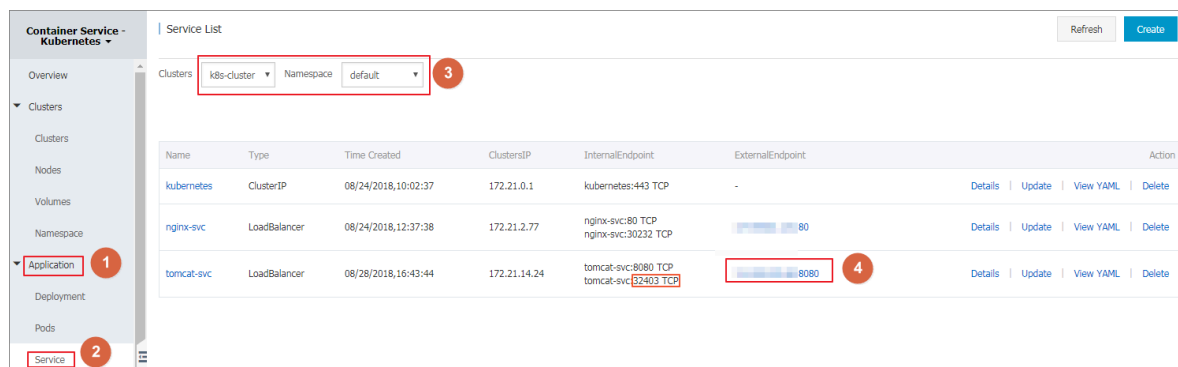 Container Service -
Kubernetes
Overview
Clusters
Clusters
Nodes
Volumes
Namespace
Application
1
Deployment
Pods
Service
2
Service List
Refresh
Create
Clusters
k8s-cluster
Namespace
default
3
Name Type Time Created ClustersIP InternalEndpoint ExternalEndpoint Action
kubernetes ClusterIP 08/24/2018,10:02:37 172.21.0.1 kubernetes:443 TCP - Details | Update | View YAML | Delete
nginx-svc LoadBalancer 08/24/2018,12:37:38 172.21.2.77 nginx-svc:80 TCP
nginx-svc:30232 TCP
80 Details | Update | View YAML | Delete
tomcat-svc LoadBalancer 08/28/2018,16:43:44 172.21.14.24 tomcat-svc:8080 TCP
tomcat-svc:32403 TCP
8080 4 Details | Update | View YAML | Delete